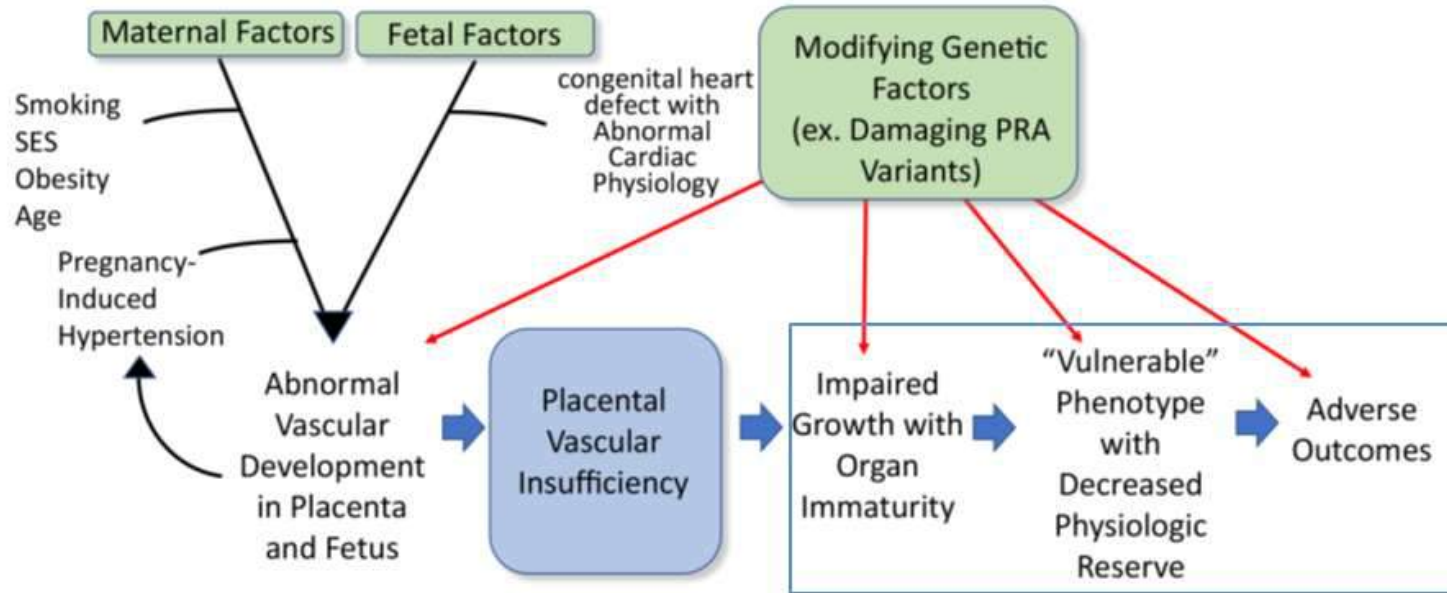 Maternal Factors
Fetal Factors
Modifying Genetic
Factors
(ex. Damaging PRA
Variants)
Smoking
SES
Obesity
Age
congenital heart
defect with
Abnormal
Cardiac
Physiology
Pregnancy-
Induced
Hypertension
Abnormal
Vascular
Development
in Placenta
and Fetus
Placental
Vascular
Insufficiency
Impaired
Growth with
Organ
Immaturity
“Vulnerable”
Phenotype
with
Decreased
Physiologic
Reserve
Adverse
Outcomes